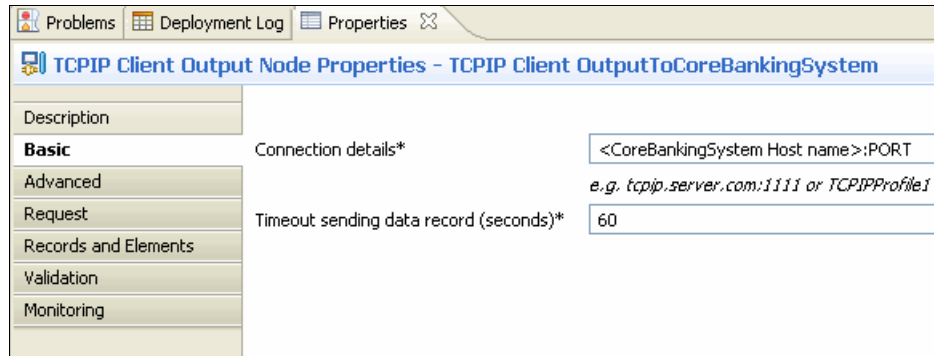 Problems Deployment Log Properties
TCPIP Client Output Node Properties - TCPIP Client OutputToCoreBankingSystem
Description
Basic
Connection details*
<CoreBankingSystem Host name>:PORT
Advanced
e.g. tcpip.server.com:1111 or TCPIPProfile1
Request
Timeout sending data record (seconds)*
60
Records and Elements
Validation
Monitoring